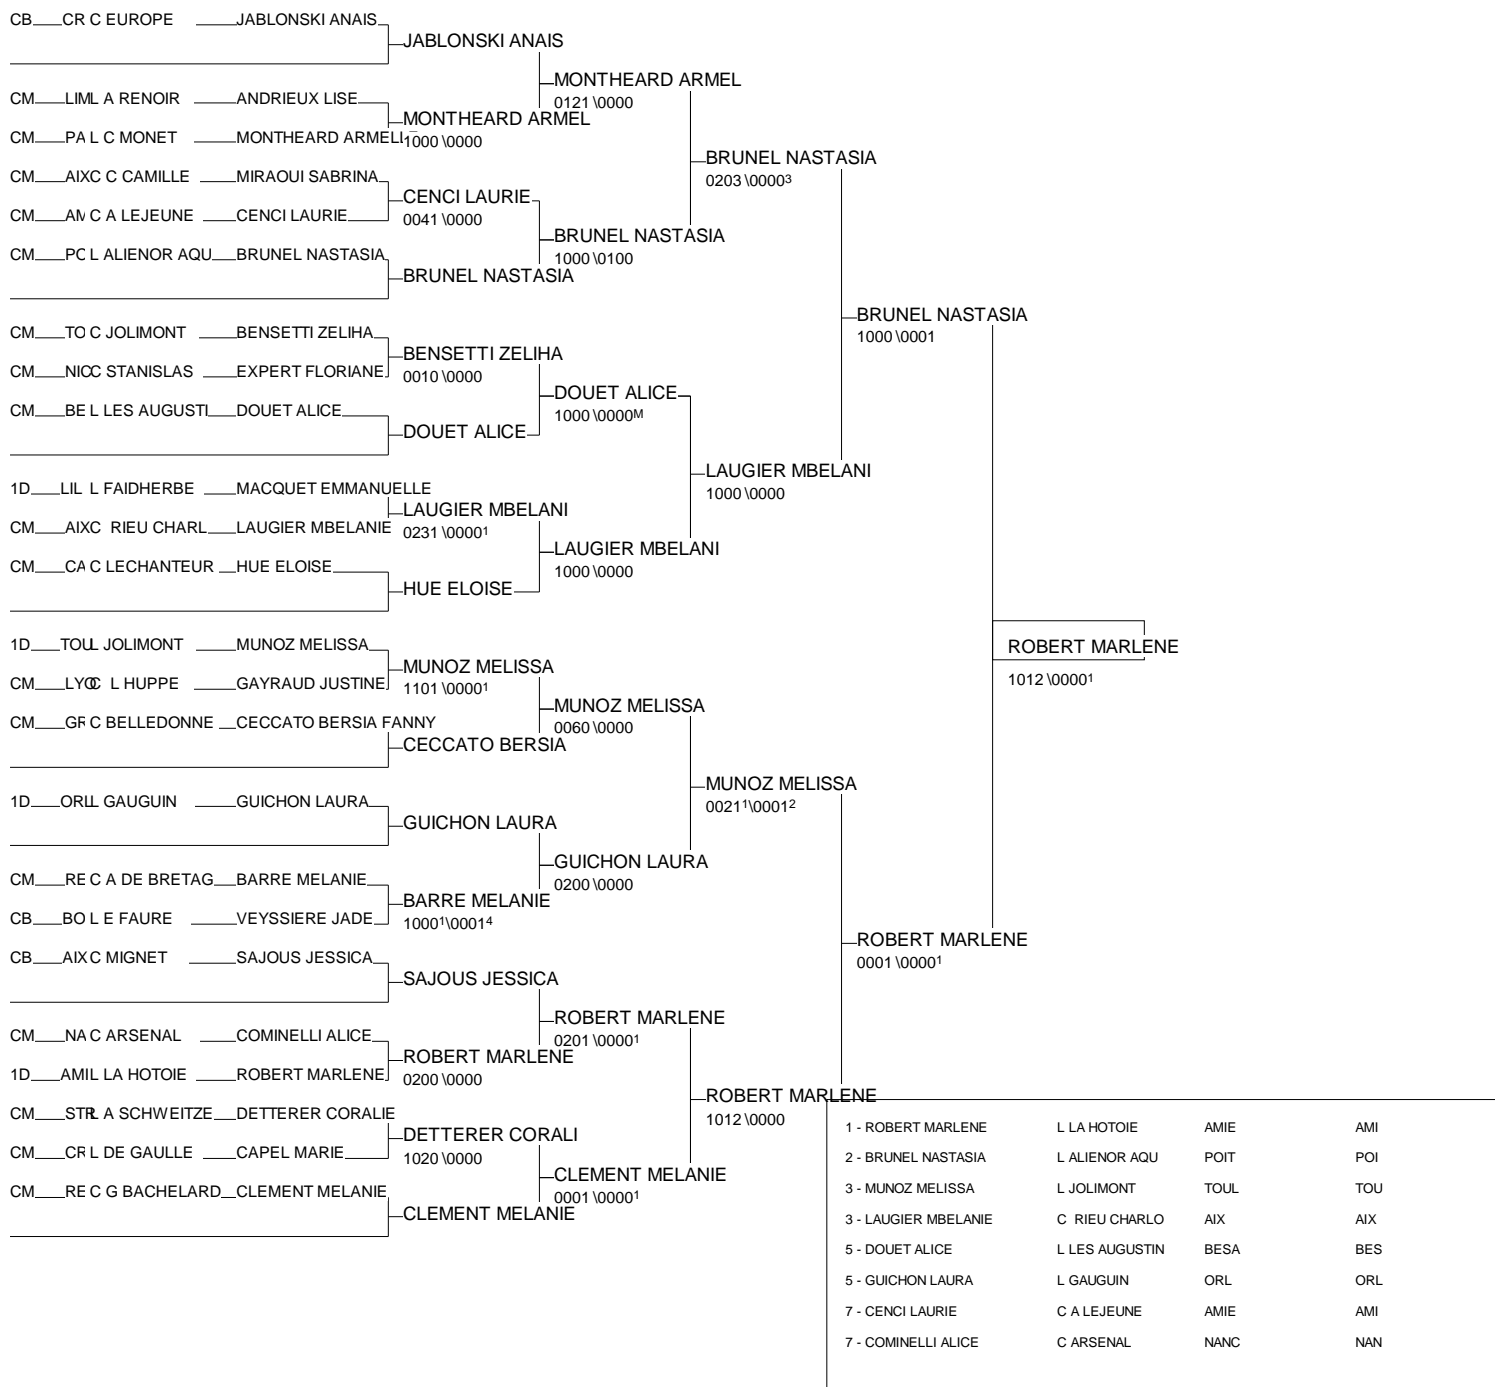 CB CR C EUROPE JABLONSKI ANAIS
JABLONSKI ANAIS
MONTHEARD ARMEL
0121 \0000
CM LIML A RENOIR ANDRIEUX LISE
MONTHEARD ARMEL
1000 \0000
CM PA L C MONET MONTHEARD ARMELI
BRUNEL NASTASIA
0203 \0000³
CM AIXC C CAMILLE MIRAOUI SABRINA
CENCI LAURIE
0041 \0000
CM AM C A LEJEUNE CENCI LAURIE
BRUNEL NASTASIA
1000 \0100
CM PO L ALIENOR AQU BRUNEL NASTASIA
BRUNEL NASTASIA
BRUNEL NASTASIA
1000 \0001
CM TO C JOLIMONT BENSETTI ZELIHA
BENSETTI ZELIHA
0010 \0000
CM NICC STANISLAS EXPERT FLORIANE
DOUET ALICE
1000 \0000M
CM BE L LES AUGUSTI DOUET ALICE
DOUET ALICE
LAUGIER MBELANI
1000 \0000
1D LIL L FAIDHERBE MACQUET EMMANUELLE
LAUGIER MBELANI
0231 \0000¹
CM AIXC RIEU CHARL LAUGIER MBELANIE
LAUGIER MBELANI
1000 \0000
CM CA C LECHANTEUR HUE ELOISE
HUE ELOISE
ROBERT MARLENE
1012 \0000¹
1D TOUL JOLIMONT MUNOZ MELISSA
MUNOZ MELISSA
1101 \0000¹
CM LYOC L HUPPE GAYRAUD JUSTINE
MUNOZ MELISSA
0060 \0000
CM GR C BELLEDONNE CECCATO BERSIA FANNY
CECCATO BERSIA
MUNOZ MELISSA
0021¹\0001²
1D ORLL GAUGUIN GUICHON LAURA
GUICHON LAURA
GUICHON LAURA
0200 \0000
CM RE C A DE BRETAG BARRE MELANIE
BARRE MELANIE
1000¹\0001⁴
CB BO L E FAURE VEYSSIERE JADE
ROBERT MARLENE
0001 \0000¹
CB AIX C MIGNET SAJOUS JESSICA
SAJOUS JESSICA
ROBERT MARLENE
0201 \0000¹
CM NA C ARSENAL COMINELLI ALICE
ROBERT MARLENE
0200 \0000
1D AMIL LA HOTOIE ROBERT MARLENE
ROBERT MARLENE
1012 \0000
CM STRL A SCHWEITZE DETTERER CORALIE
DETTERER CORALI
1020 \0000
CM CR L DE GAULLE CAPEL MARIE
CLEMENT MELANIE
0001 \0000¹
CM RE C G BACHELARD CLEMENT MELANIE
CLEMENT MELANIE
1 - ROBERT MARLENE L LA HOTOIE AMIE AMI
2 - BRUNEL NASTASIA L ALIENOR AQU POIT POI
3 - MUNOZ MELISSA L JOLIMONT TOUL TOU
3 - LAUGIER MBELANIE C RIEU CHARLO AIX AIX
5 - DOUET ALICE L LES AUGUSTIN BESA BES
5 - GUICHON LAURA L GAUGUIN ORL ORL
7 - CENCI LAURIE C A LEJEUNE AMIE AMI
7 - COMINELLI ALICE C ARSENAL NANC NAN